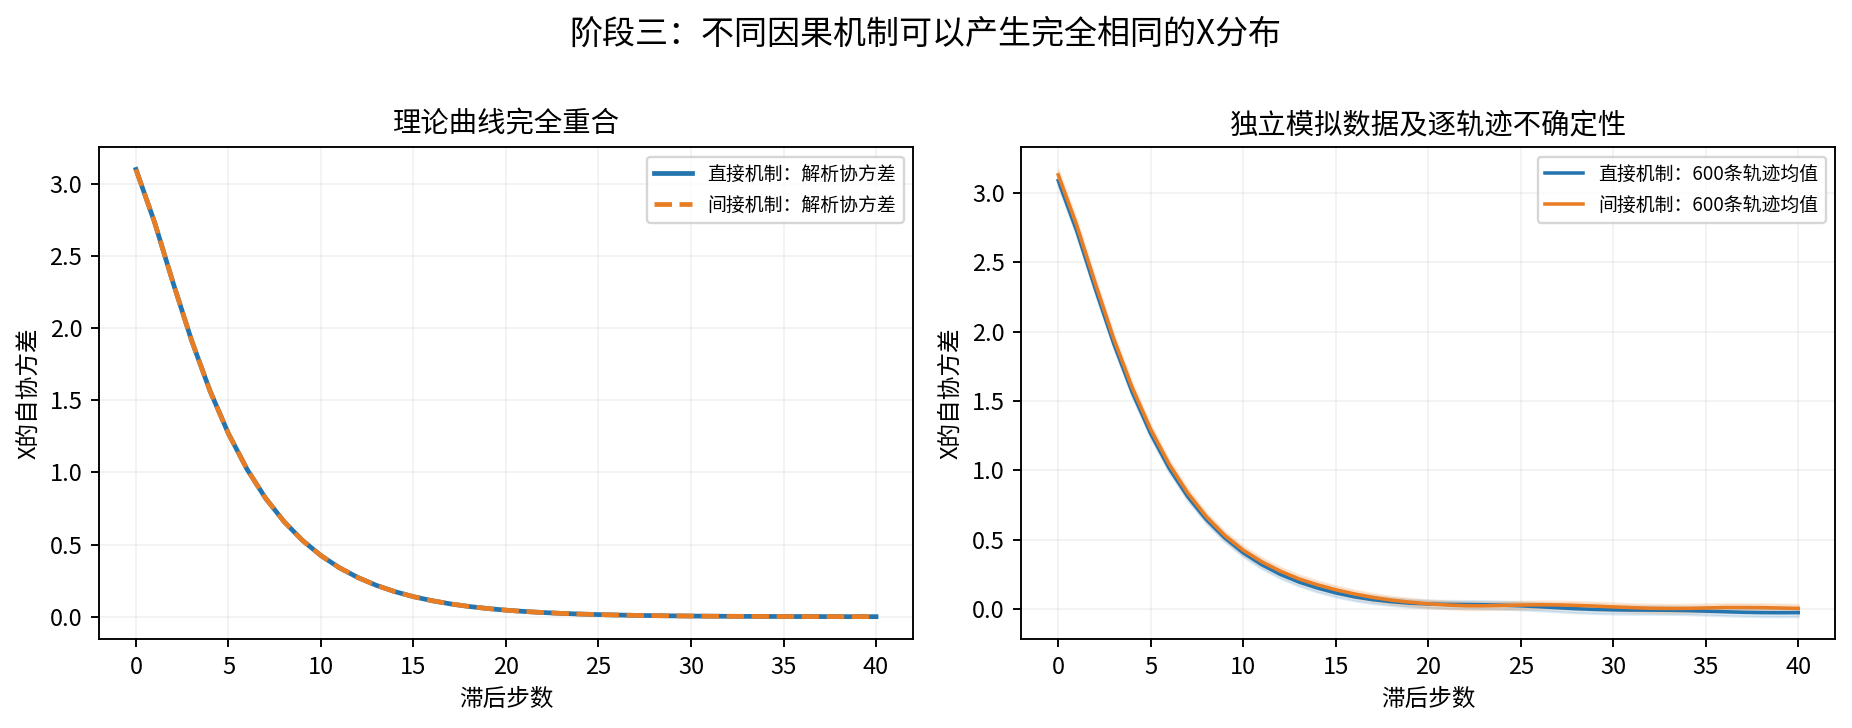 阶段三：不同因果机制可以产生完全相同的X分布
理论曲线完全重合
直接机制：解析协方差
间接机制：解析协方差
X的自协方差
3.0
2.5
2.0
1.5
1.0
0.5
0.0
0 5 10 15 20 25 30 35 40
滞后步数
独立模拟数据及逐轨迹不确定性
直接机制：600条轨迹均值
间接机制：600条轨迹均值
X的自协方差
3.0
2.5
2.0
1.5
1.0
0.5
0.0
0 5 10 15 20 25 30 35 40
滞后步数